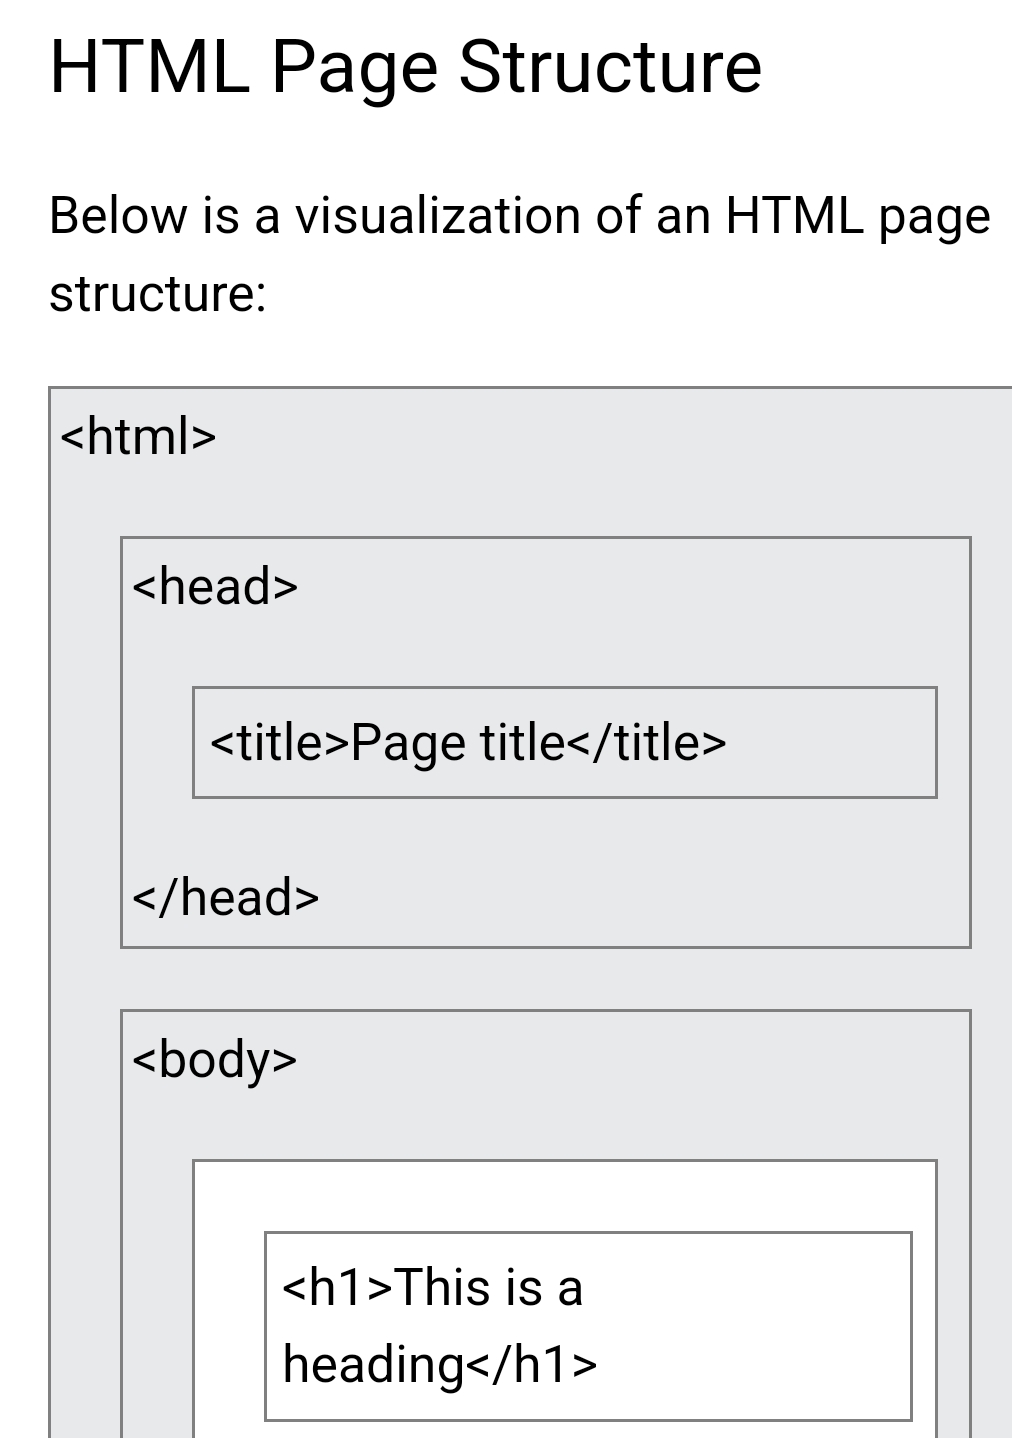 HTML Page Structure
Below is a visualization of an HTML page
structure:
<html>
<head>
<title>Page title</title>
</head>
<body>
<h1>This is a
heading</h1>